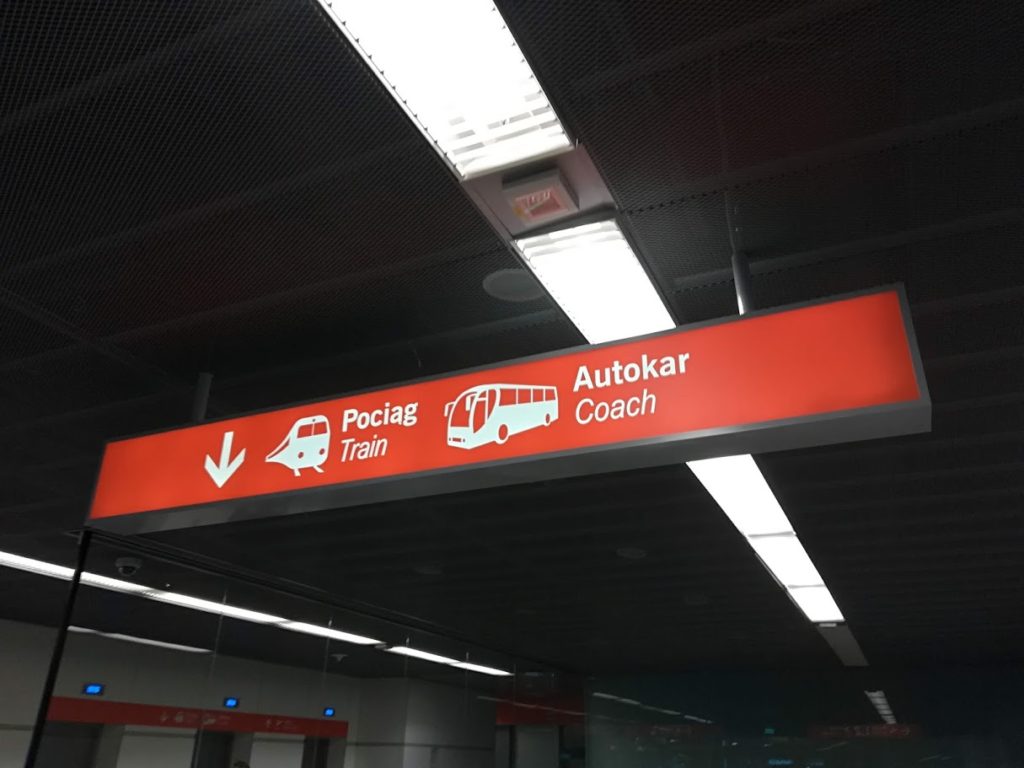 Pociag
Train
Autokar
Coach